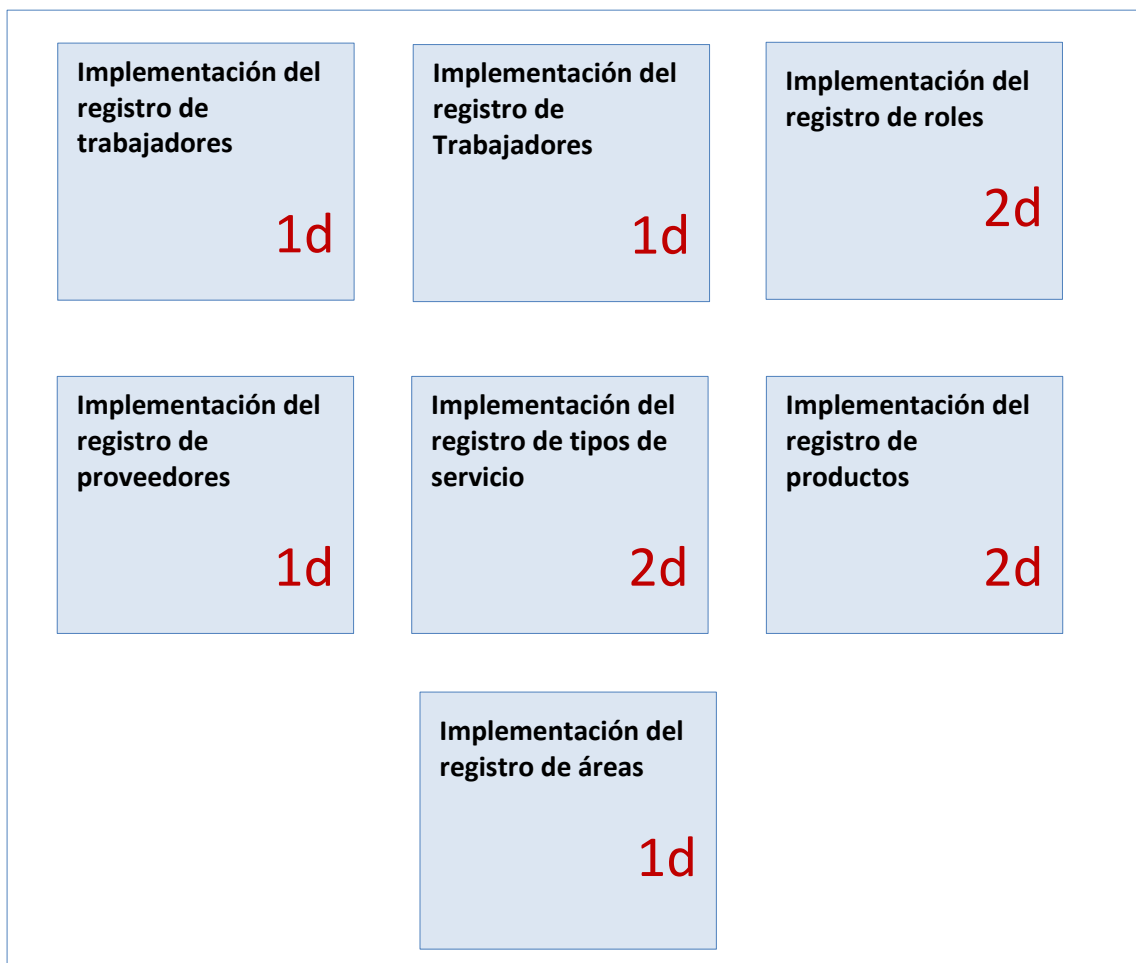 Implementación del
registro de
trabajadores
1d
Implementación del
registro de
Trabajadores
1d
Implementación del
registro de roles
2d
Implementación del
registro de
proveedores
1d
Implementación del
registro de tipos de
servicio
2d
Implementación del
registro de
productos
2d
Implementación del
registro de áreas
1d